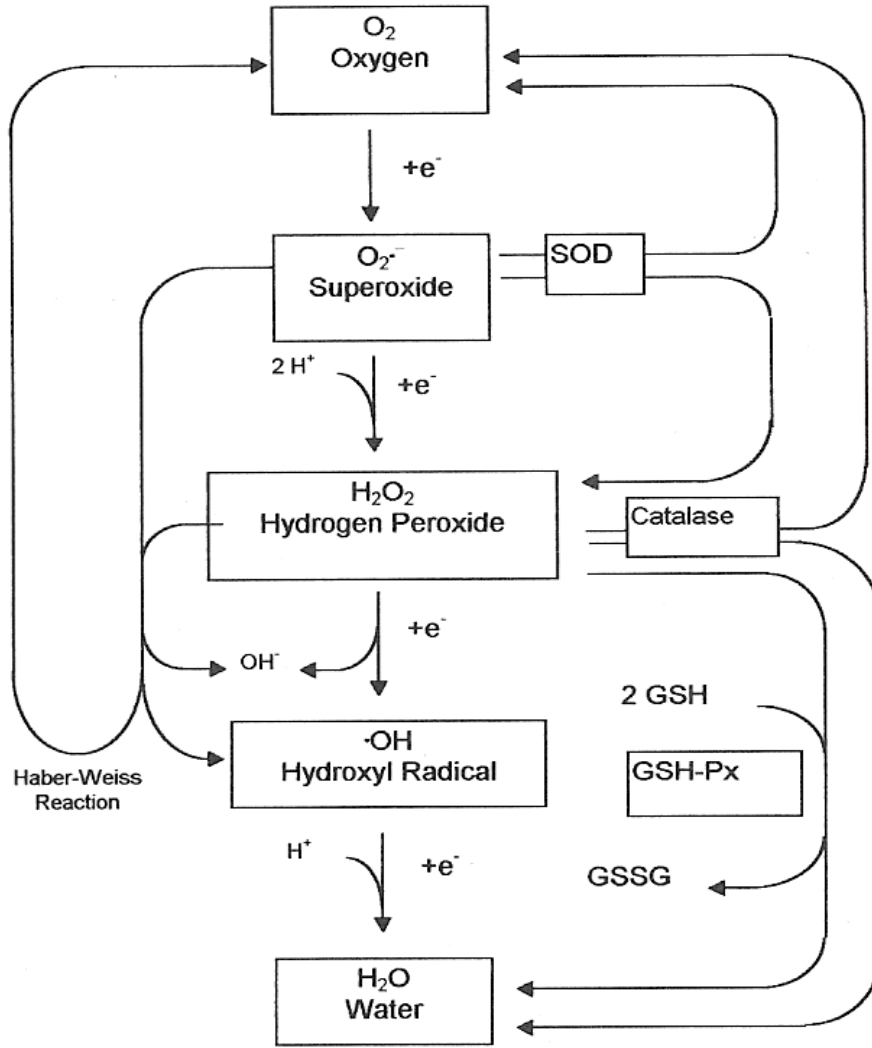 O₂
Oxygen
+e⁻
O₂·⁻
Superoxide
SOD
2 H⁺
+e⁻
H₂O₂
Hydrogen Peroxide
Catalase
+e⁻
OH⁻
2 GSH
·OH
Hydroxyl Radical
GSH-Px
Haber-Weiss
Reaction
H⁺
+e⁻
GSSG
H₂O
Water